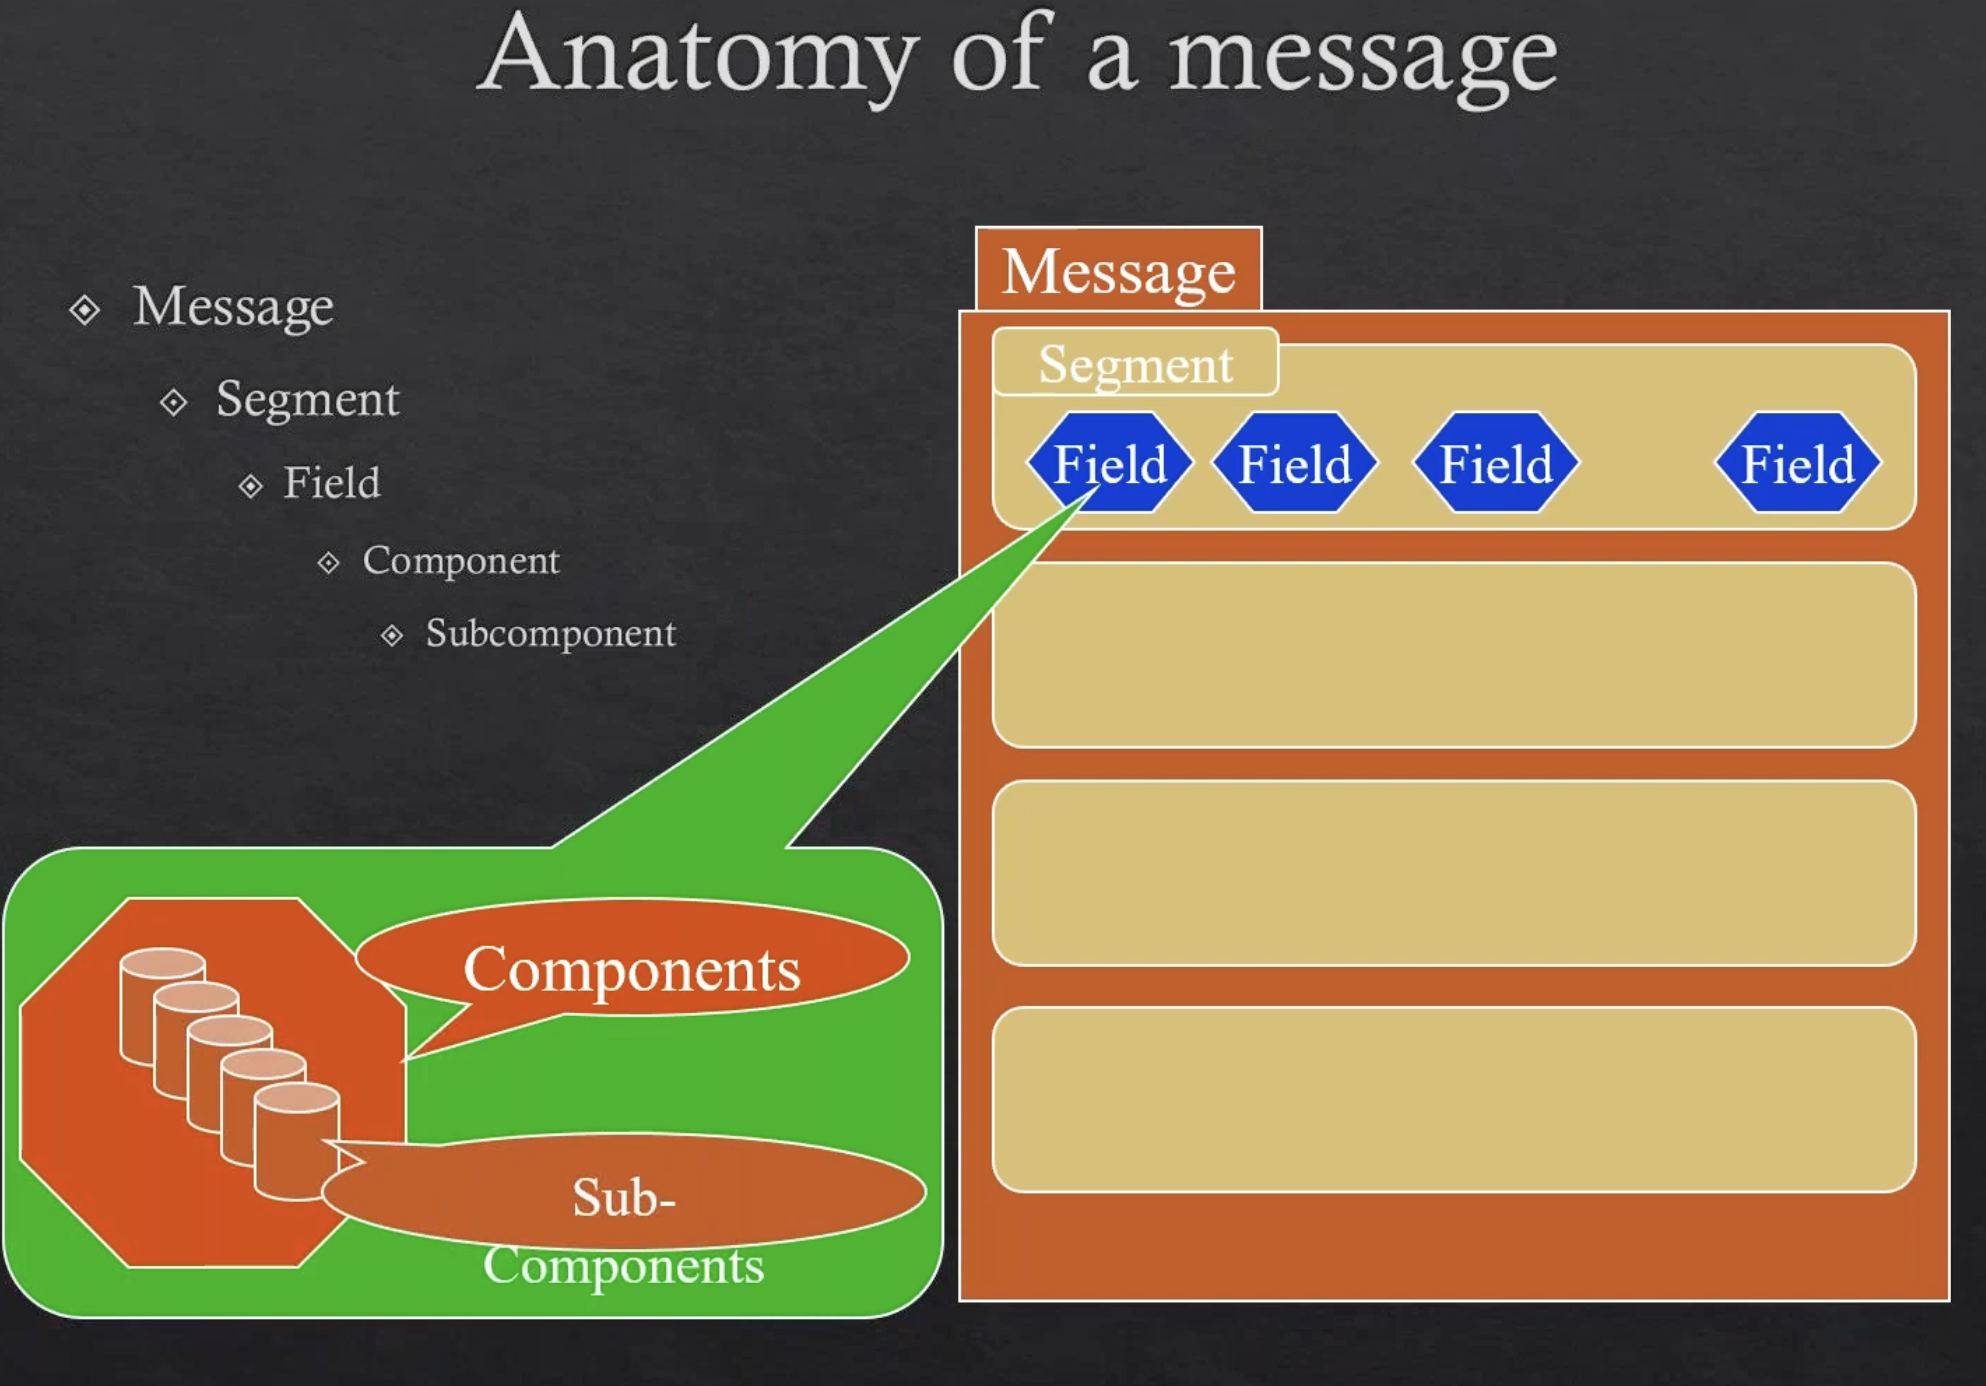 Anatomy of a message
Message
Segment
Field
Component
Subcomponent
Message
Segment
Field Field Field Field
Components
Sub-
Components